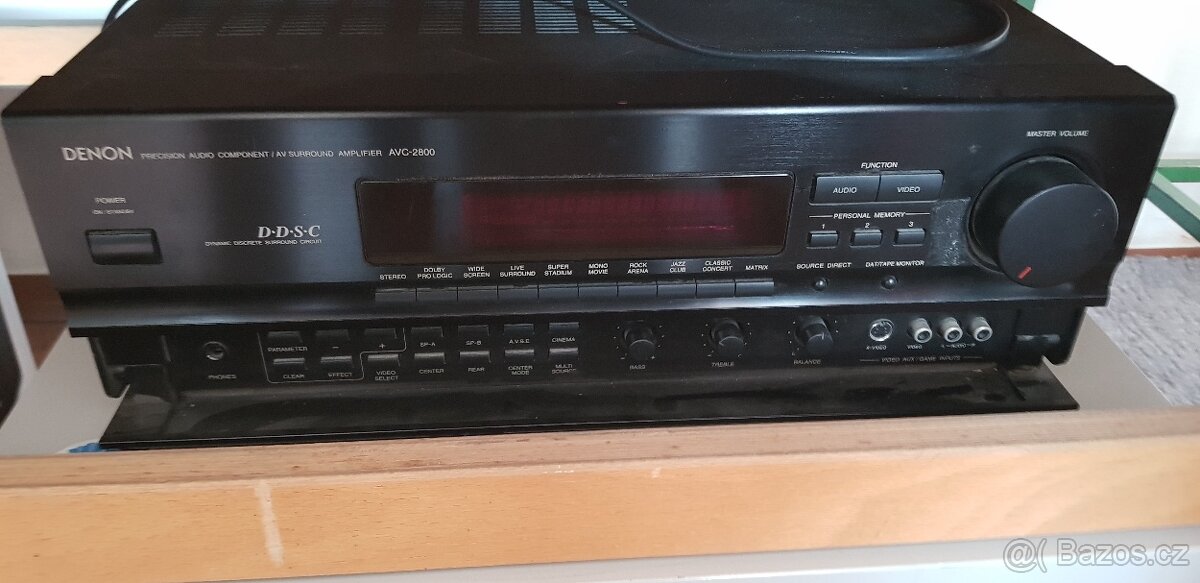 DENON PRECISION AUDIO COMPONENT / AV SURROUND AMPLIFIER AVC-2800
MASTER VOLUME
POWER
ON / STANDBY
D·D·S·C
DYNAMIC DISCRETE SURROUND CIRCUIT
FUNCTION
AUDIO VIDEO
PERSONAL MEMORY
1 2 3
SOURCE DIRECT DAT/TAPE MONITOR
STEREO DOLBY PRO LOGIC WIDE SCREEN LIVE SURROUND SUPER STADIUM MONO MOVIE ROCK ARENA JAZZ CLUB CLASSIC CONCERT MATRIX
PARAMETER - + SP-A SP-B A.V.S.E CINEMA
PHONES CLEAR EFFECT VIDEO SELECT CENTER REAR CENTER MODE MULTI SOURCE
BASS TREBLE BALANCE
S-VIDEO VIDEO L-AUDIO-R
VIDEO AUX / GAME INPUTS
@( Bazos.cz